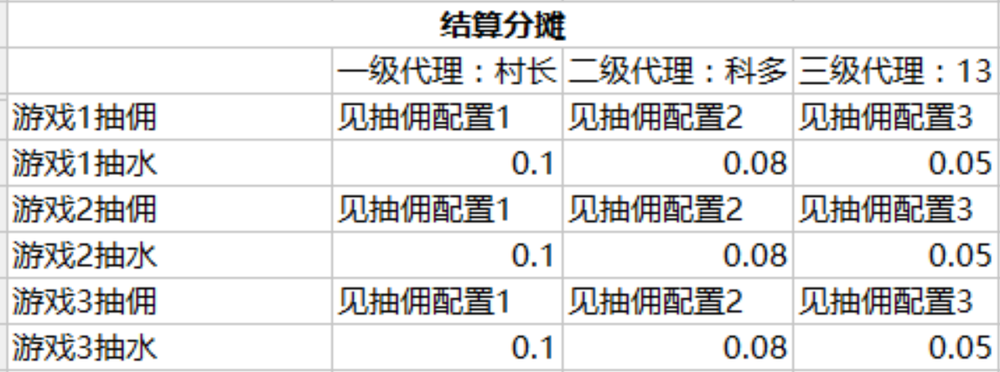 结算分摊
一级代理：村长 二级代理：科多 三级代理：13
游戏1抽佣 见抽佣配置1 见抽佣配置2 见抽佣配置3
游戏1抽水 0.1 0.08 0.05
游戏2抽佣 见抽佣配置1 见抽佣配置2 见抽佣配置3
游戏2抽水 0.1 0.08 0.05
游戏3抽佣 见抽佣配置1 见抽佣配置2 见抽佣配置3
游戏3抽水 0.1 0.08 0.05